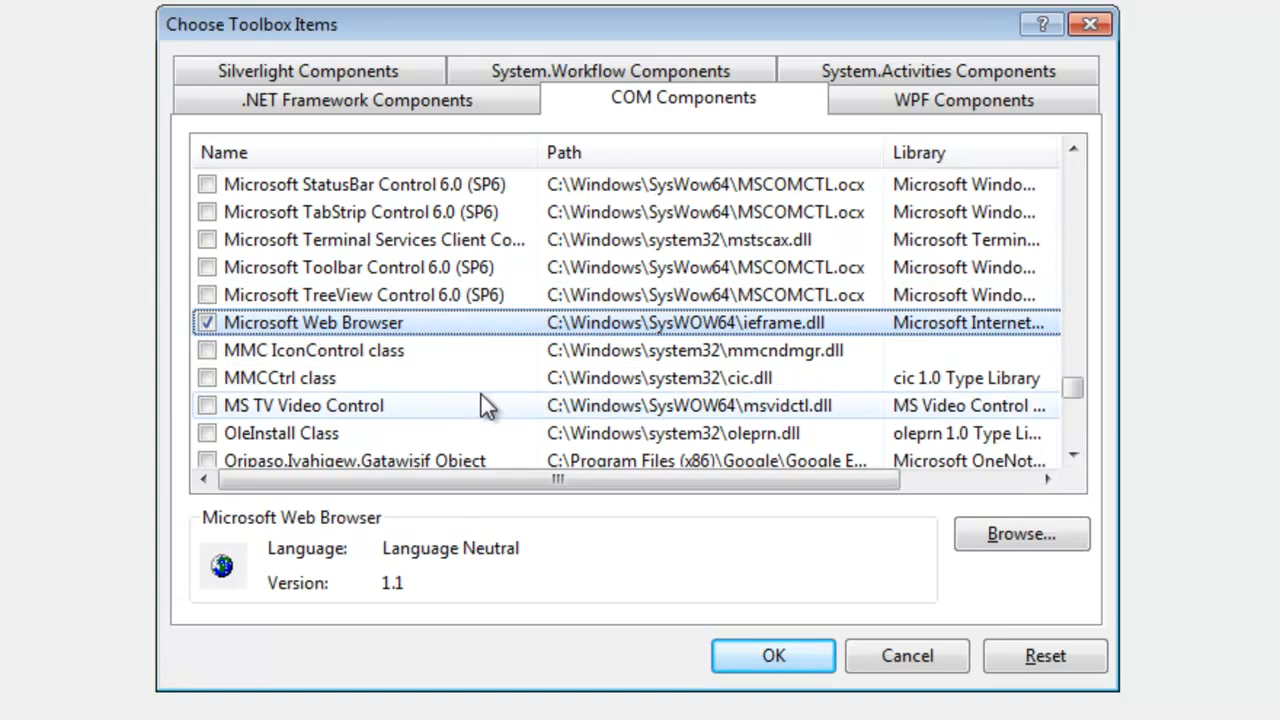 Choose Toolbox Items
Silverlight Components System.Workflow Components System.Activities Components
.NET Framework Components COM Components WPF Components
Name Path Library
Microsoft StatusBar Control 6.0 (SP6) C:\Windows\SysWow64\MSCOMCTL.ocx Microsoft Windo...
Microsoft TabStrip Control 6.0 (SP6) C:\Windows\SysWow64\MSCOMCTL.ocx Microsoft Windo...
Microsoft Terminal Services Client Co... C:\Windows\system32\mstscax.dll Microsoft Termin...
Microsoft Toolbar Control 6.0 (SP6) C:\Windows\SysWow64\MSCOMCTL.ocx Microsoft Windo...
Microsoft TreeView Control 6.0 (SP6) C:\Windows\SysWow64\MSCOMCTL.ocx Microsoft Windo...
Microsoft Web Browser C:\Windows\SysWOW64\ieframe.dll Microsoft Internet...
MMC IconControl class C:\Windows\system32\mmcndmgr.dll
MMCCtrl class C:\Windows\system32\cic.dll cic 1.0 Type Library
MS TV Video Control C:\Windows\SysWOW64\msvidctl.dll MS Video Control ...
OleInstall Class C:\Windows\system32\oleprn.dll oleprn 1.0 Type Li...
Oripaso.Ivahigew.Gatawisif Object C:\Program Files (x86)\Google\Google E... Microsoft OneNot...
Microsoft Web Browser
Language: Language Neutral
Version: 1.1
Browse...
OK Cancel Reset